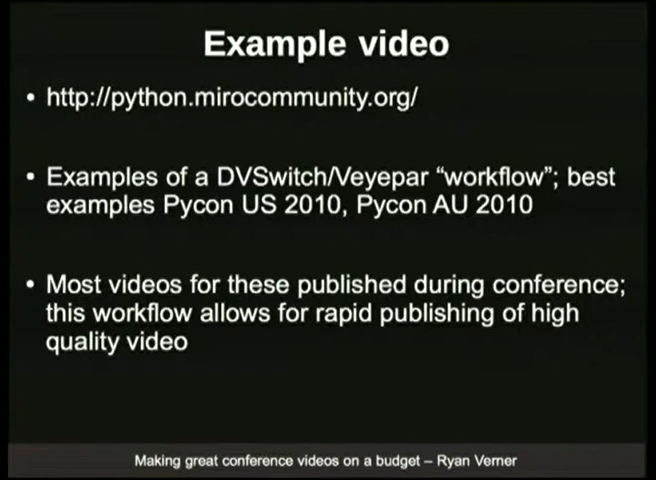 Example video
• http://python.mirocommunity.org/
• Examples of a DVSwitch/Veyepar “workflow”; best
examples Pycon US 2010, Pycon AU 2010
• Most videos for these published during conference;
this workflow allows for rapid publishing of high
quality video
Making great conference videos on a budget – Ryan Verner